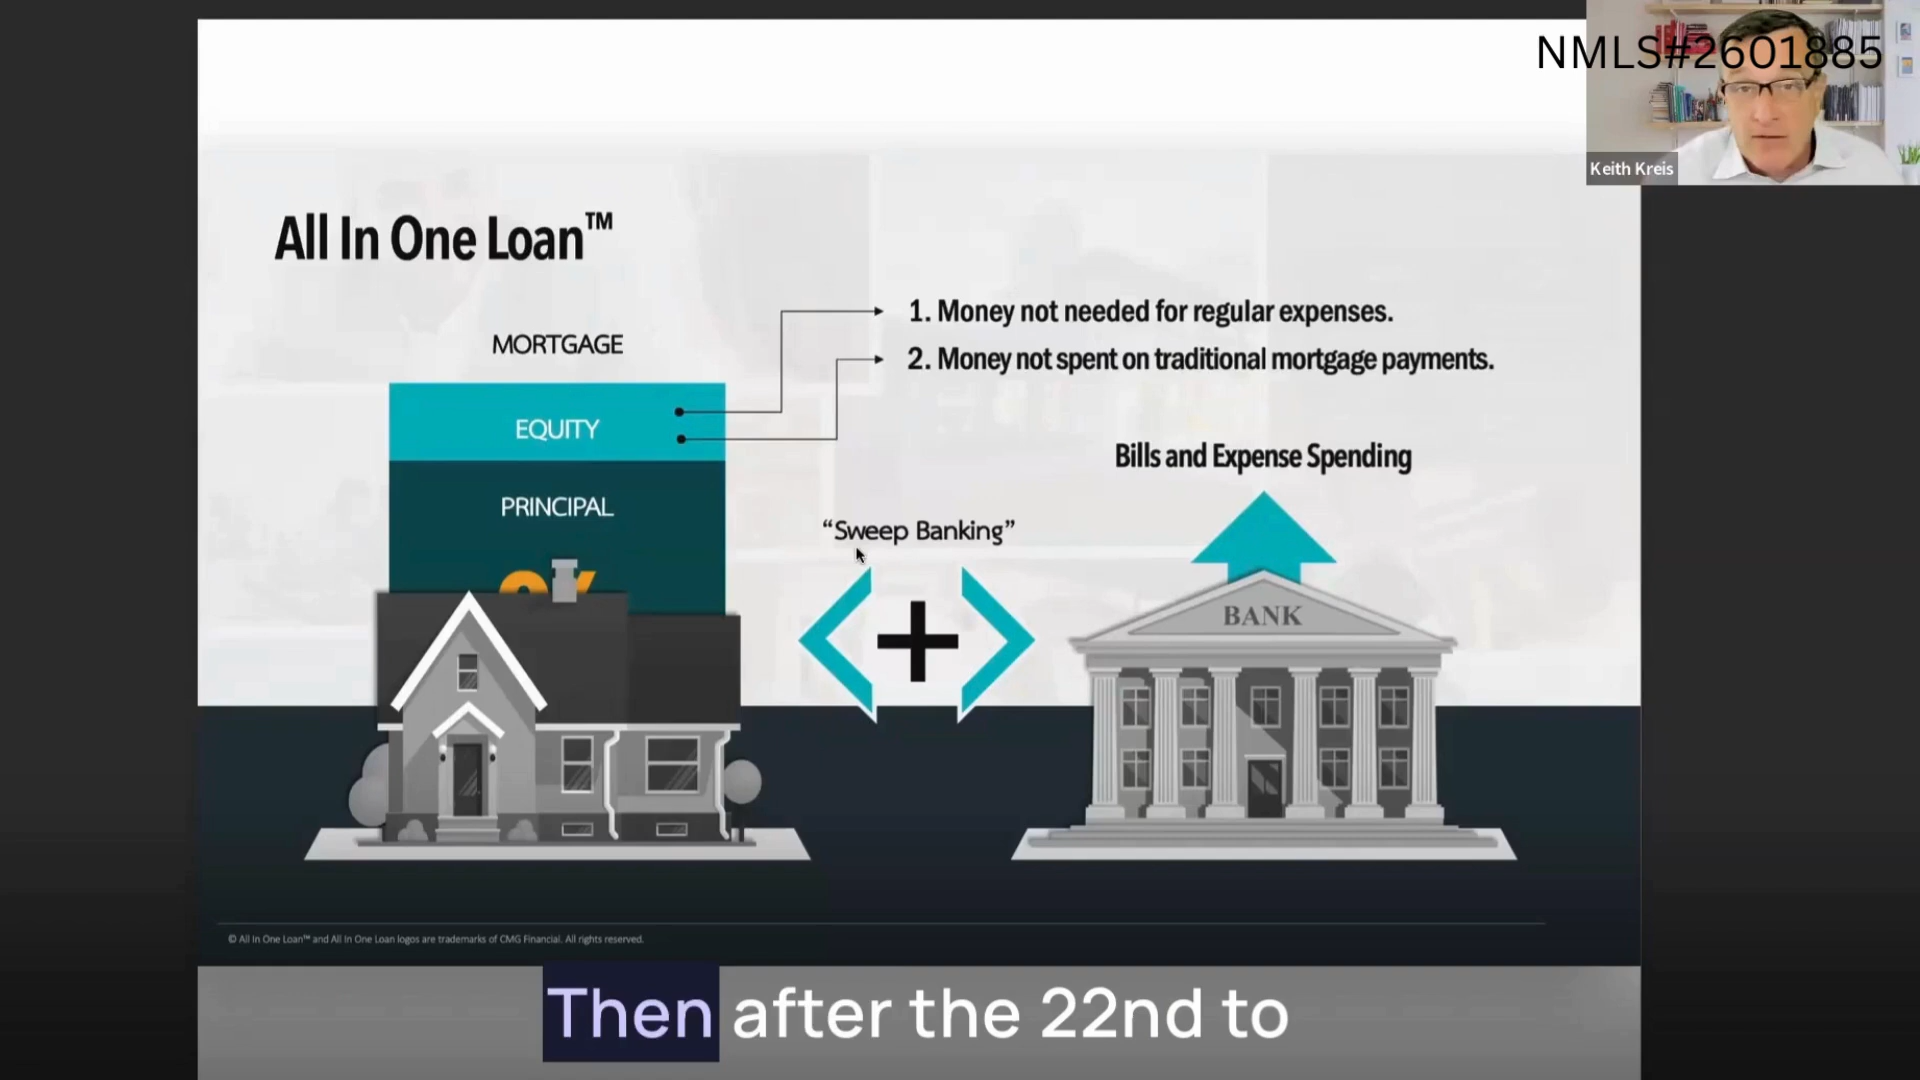 NMLS#2601885
Keith Kreis
All In One Loan™
1. Money not needed for regular expenses.
2. Money not spent on traditional mortgage payments.
MORTGAGE
EQUITY
PRINCIPAL
Bills and Expense Spending
“Sweep Banking”
BANK
© All In One Loan™ and All In One Loan logos are trademarks of CMG Financial. All rights reserved.
Then after the 22nd to